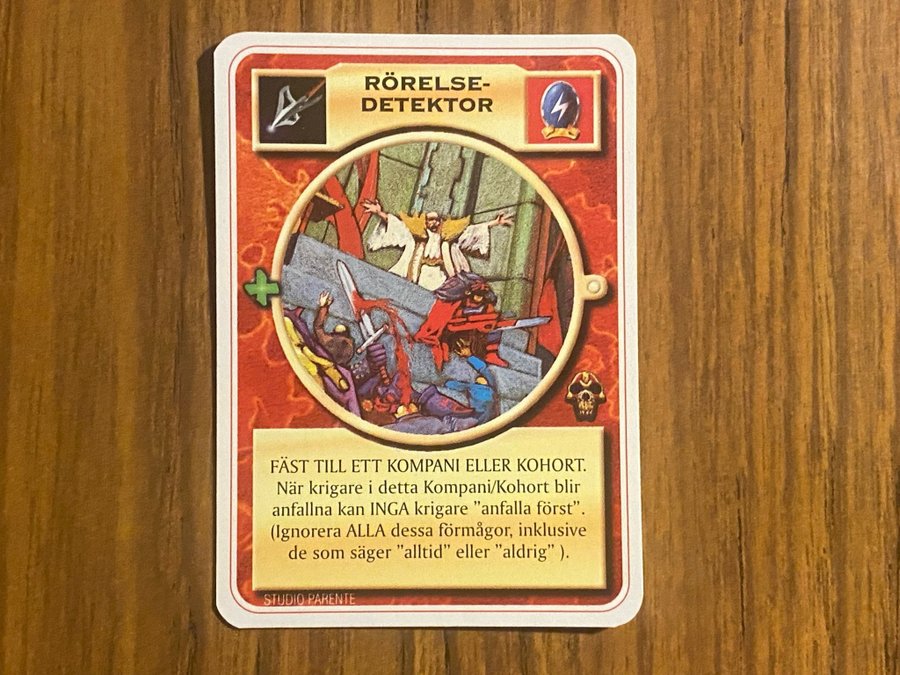 RÖRELSE-
DETEKTOR
FÄST TILL ETT KOMPANI ELLER KOHORT.
När krigare i detta Kompani/Kohort blir
anfallna kan INGA krigare ”anfalla först”.
(Ignorera ALLA dessa förmågor, inklusive
de som säger ”alltid” eller ”aldrig” ).
STUDIO PARENTE